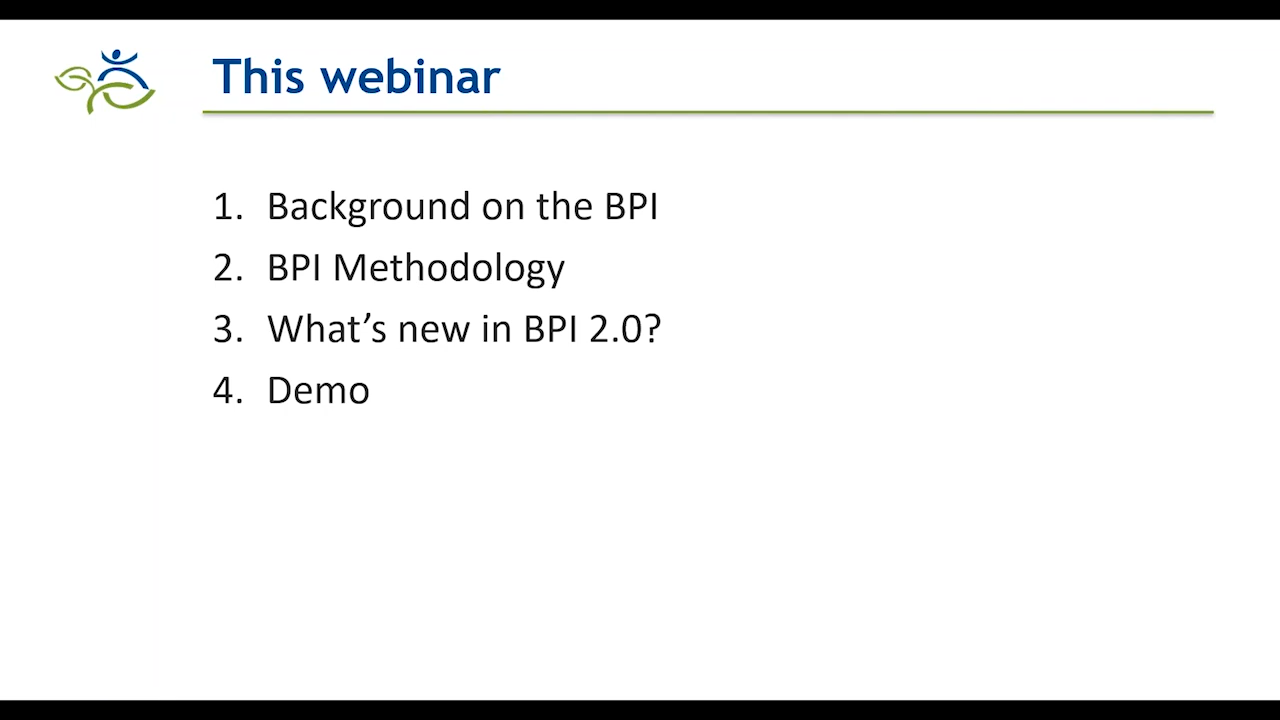 This webinar
1. Background on the BPI
2. BPI Methodology
3. What’s new in BPI 2.0?
4. Demo